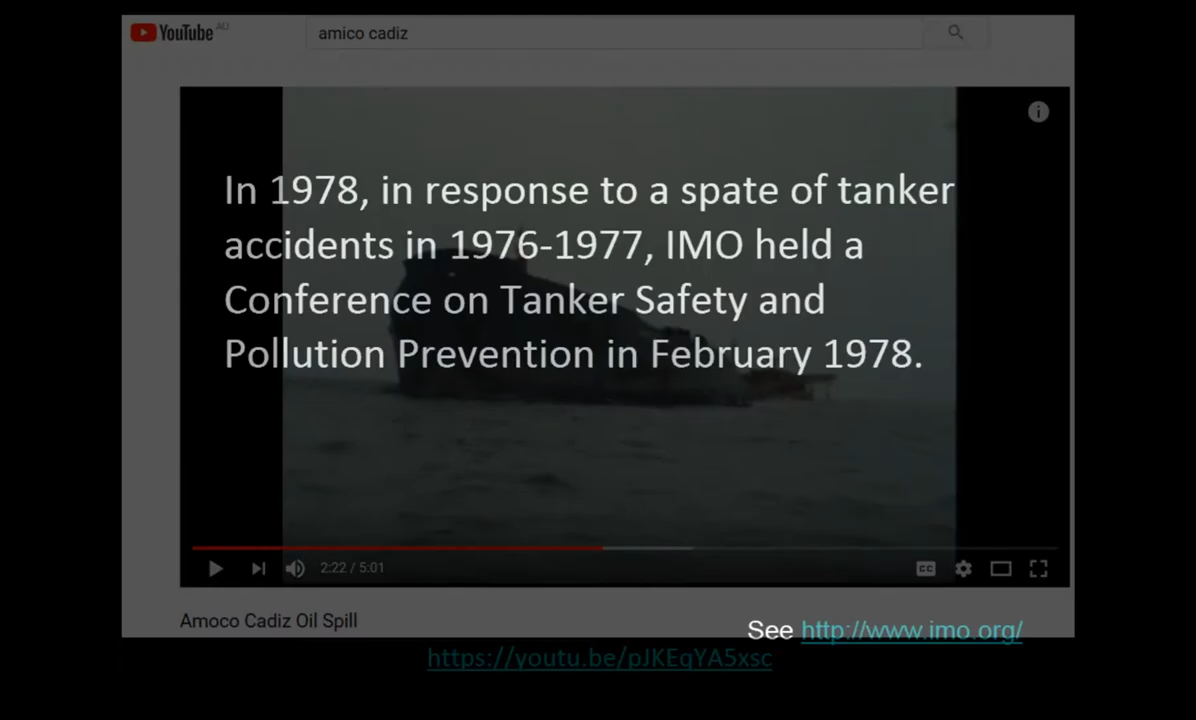 YouTube AU
amico cadiz
In 1978, in response to a spate of tanker
accidents in 1976-1977, IMO held a
Conference on Tanker Safety and
Pollution Prevention in February 1978.
2:22 / 5:01
CC
Amoco Cadiz Oil Spill
See http://www.imo.org/
https://youtu.be/pJKEqYA5xsc